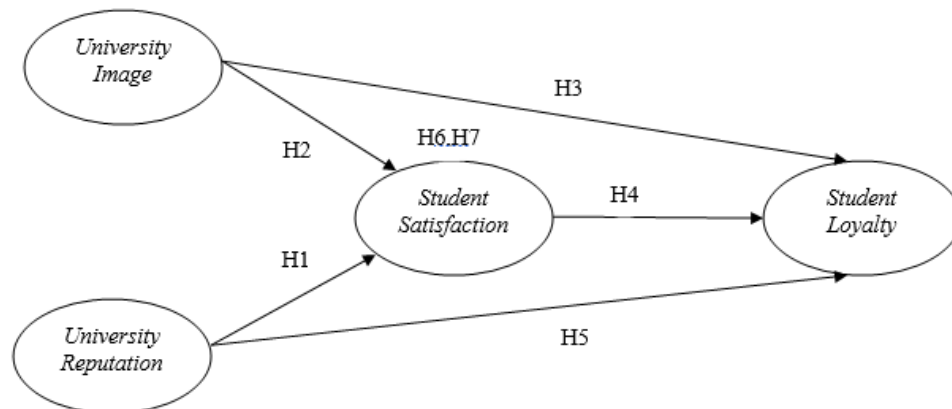 University
Image
H3
H6,H7
H2
Student
Satisfaction
H4
Student
Loyalty
H1
University
Reputation
H5